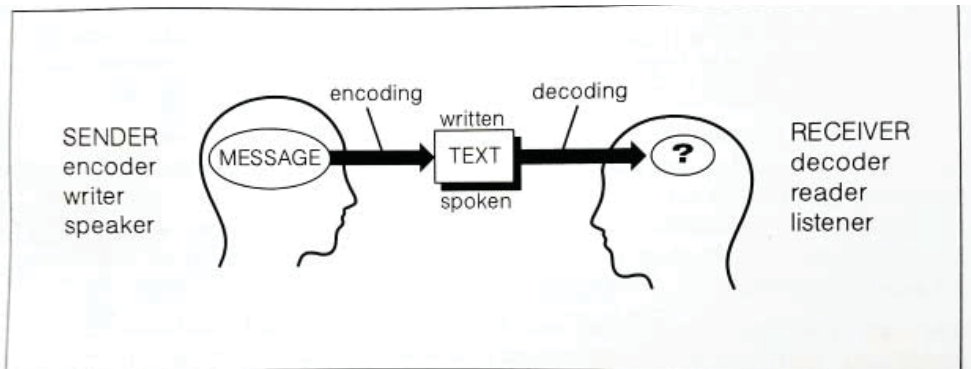 encoding
decoding
written
SENDER
encoder
writer
speaker
MESSAGE
TEXT
spoken
?
RECEIVER
decoder
reader
listener